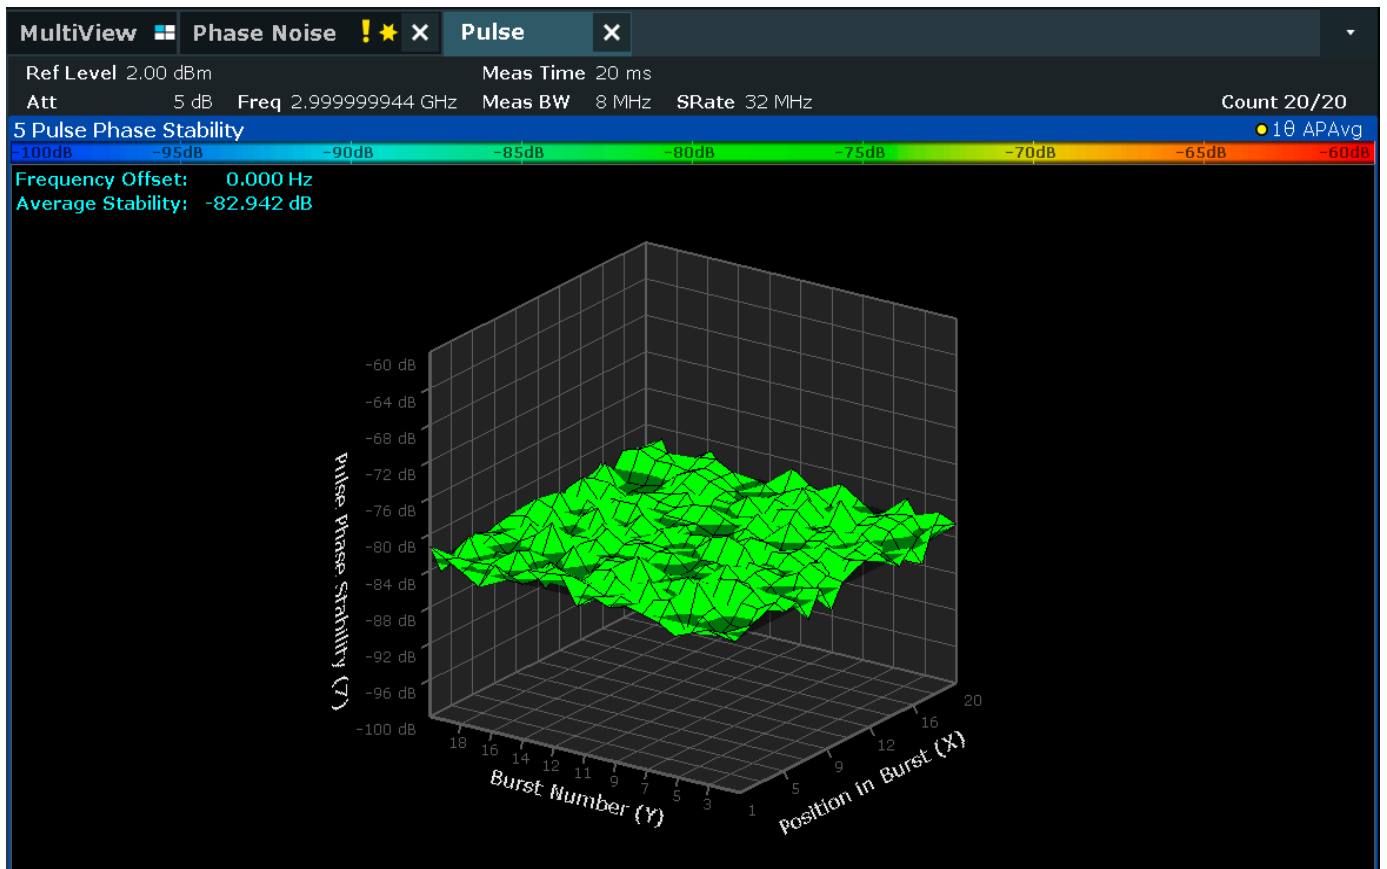 MultiView Phase Noise ! Pulse
Ref Level 2.00 dBm Meas Time 20 ms
Att 5 dB Freq 2.999999944 GHz Meas BW 8 MHz SRate 32 MHz Count 20/20
5 Pulse Phase Stability 1θ APAvg
-100dB -95dB -90dB -85dB -80dB -75dB -70dB -65dB -60dB
Frequency Offset: 0.000 Hz
Average Stability: -82.942 dB
-60 dB
-64 dB
-68 dB
-72 dB
-76 dB
-80 dB
-84 dB
-88 dB
-92 dB
-96 dB
-100 dB
Pulse Phase Stability (Z)
18 16 14 12 11 9 7 5 3
Burst Number (Y)
1 5 9 12 16 20
Position in Burst (X)